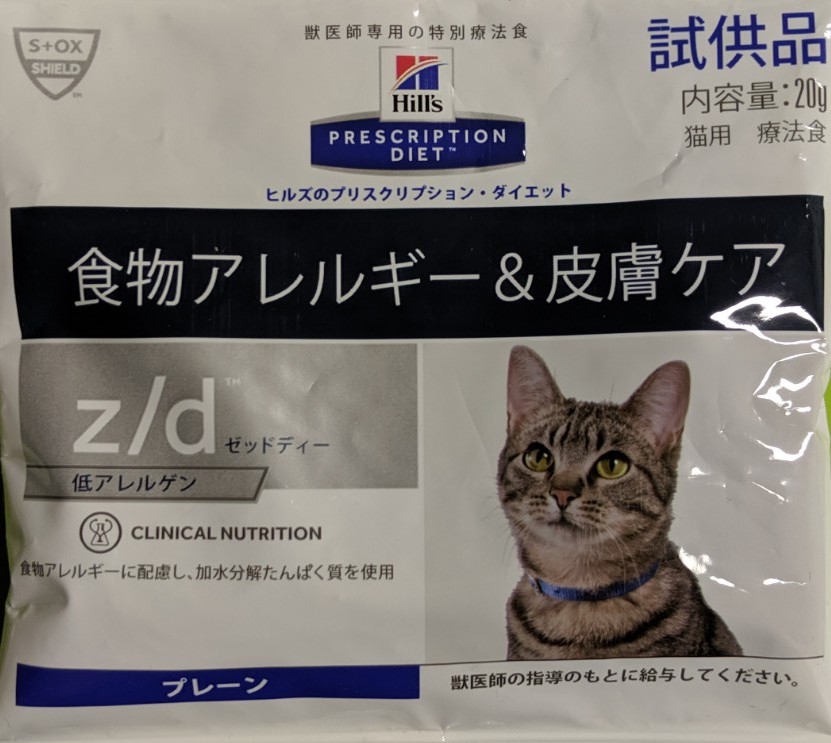 S+OX
SHIELD
TM
獣医師専用の特別療法食
Hill's
PRESCRIPTION
DIET™
ヒルズのプリスクリプション・ダイエット
試供品
内容量:20g
猫用 療法食
食物アレルギー&皮膚ケア
z/d™ ゼッドディー
低アレルゲン
CLINICAL NUTRITION
食物アレルギーに配慮し、加水分解たんぱく質を使用
プレーン
獣医師の指導のもとに給与してください。